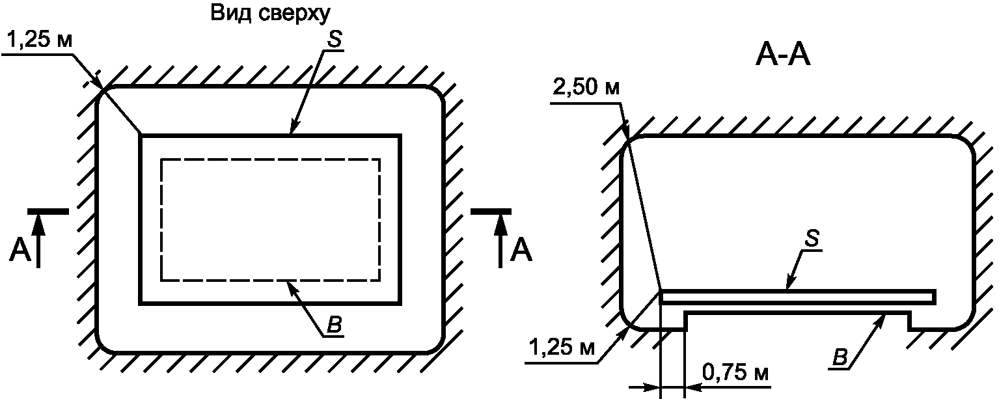 Вид сверху
1,25 м
S
А
А
В
А-А
2,50 м
S
1,25 м
В
0,75 м